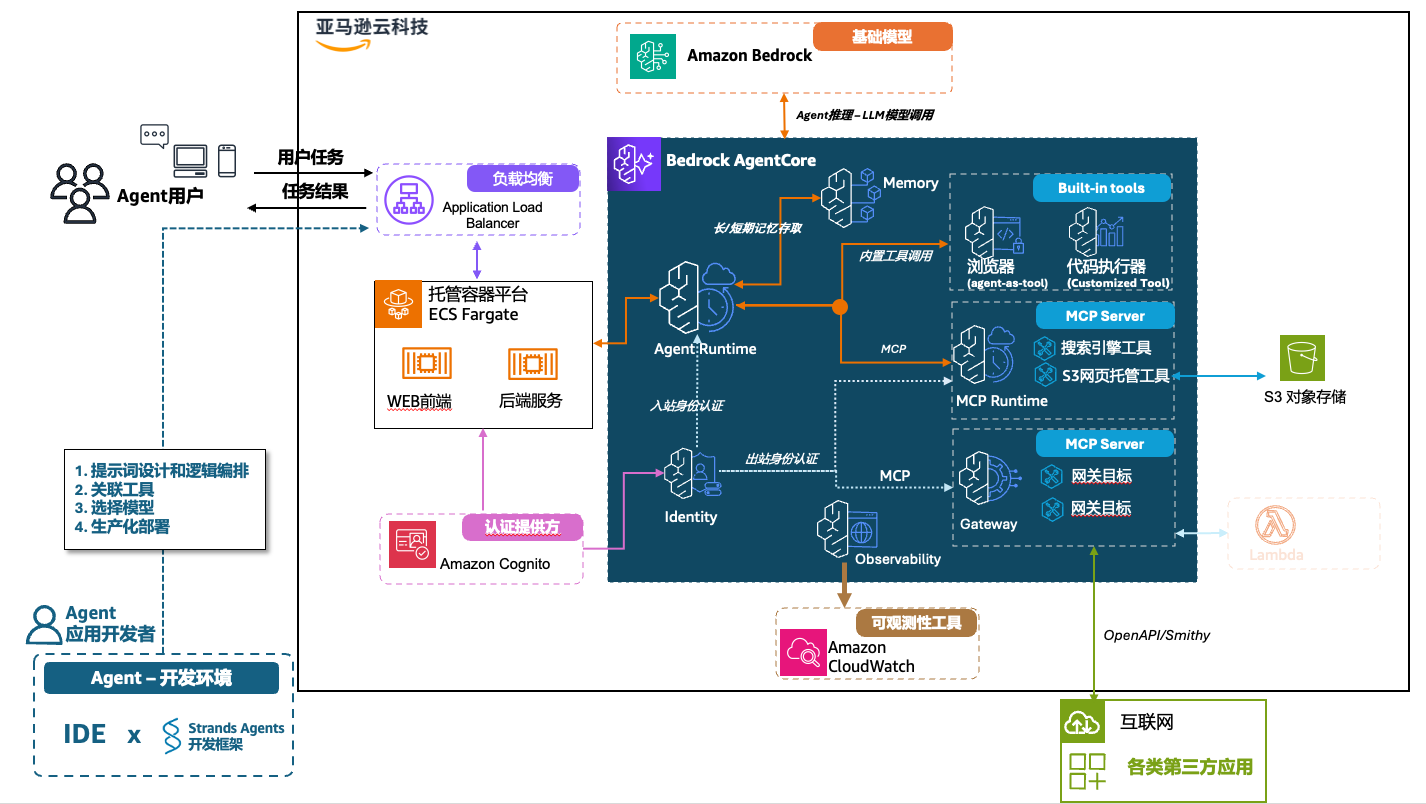 亚马逊云科技
基础模型
Amazon Bedrock
Agent推理 – LLM模型调用
用户任务
任务结果
Agent用户
负载均衡
Application Load
Balancer
Bedrock AgentCore
Memory
长/短期记忆存取
Built-in tools
内置工具调用
浏览器
(agent-as-tool)
代码执行器
(Customized Tool)
托管容器平台
ECS Fargate
WEB前端
后端服务
Agent Runtime
MCP
MCP Server
搜索引擎工具
S3网页托管工具
MCP Runtime
S3 对象存储
入站身份认证
出站身份认证
MCP
MCP Server
网关目标
网关目标
Gateway
Identity
1. 提示词设计和逻辑编排
2. 关联工具
3. 选择模型
4. 生产化部署
认证提供方
Amazon Cognito
Observability
Lambda
可观测性工具
Amazon
CloudWatch
OpenAPI/Smithy
Agent
应用开发者
Agent – 开发环境
IDE x Strands Agents
开发框架
互联网
各类第三方应用